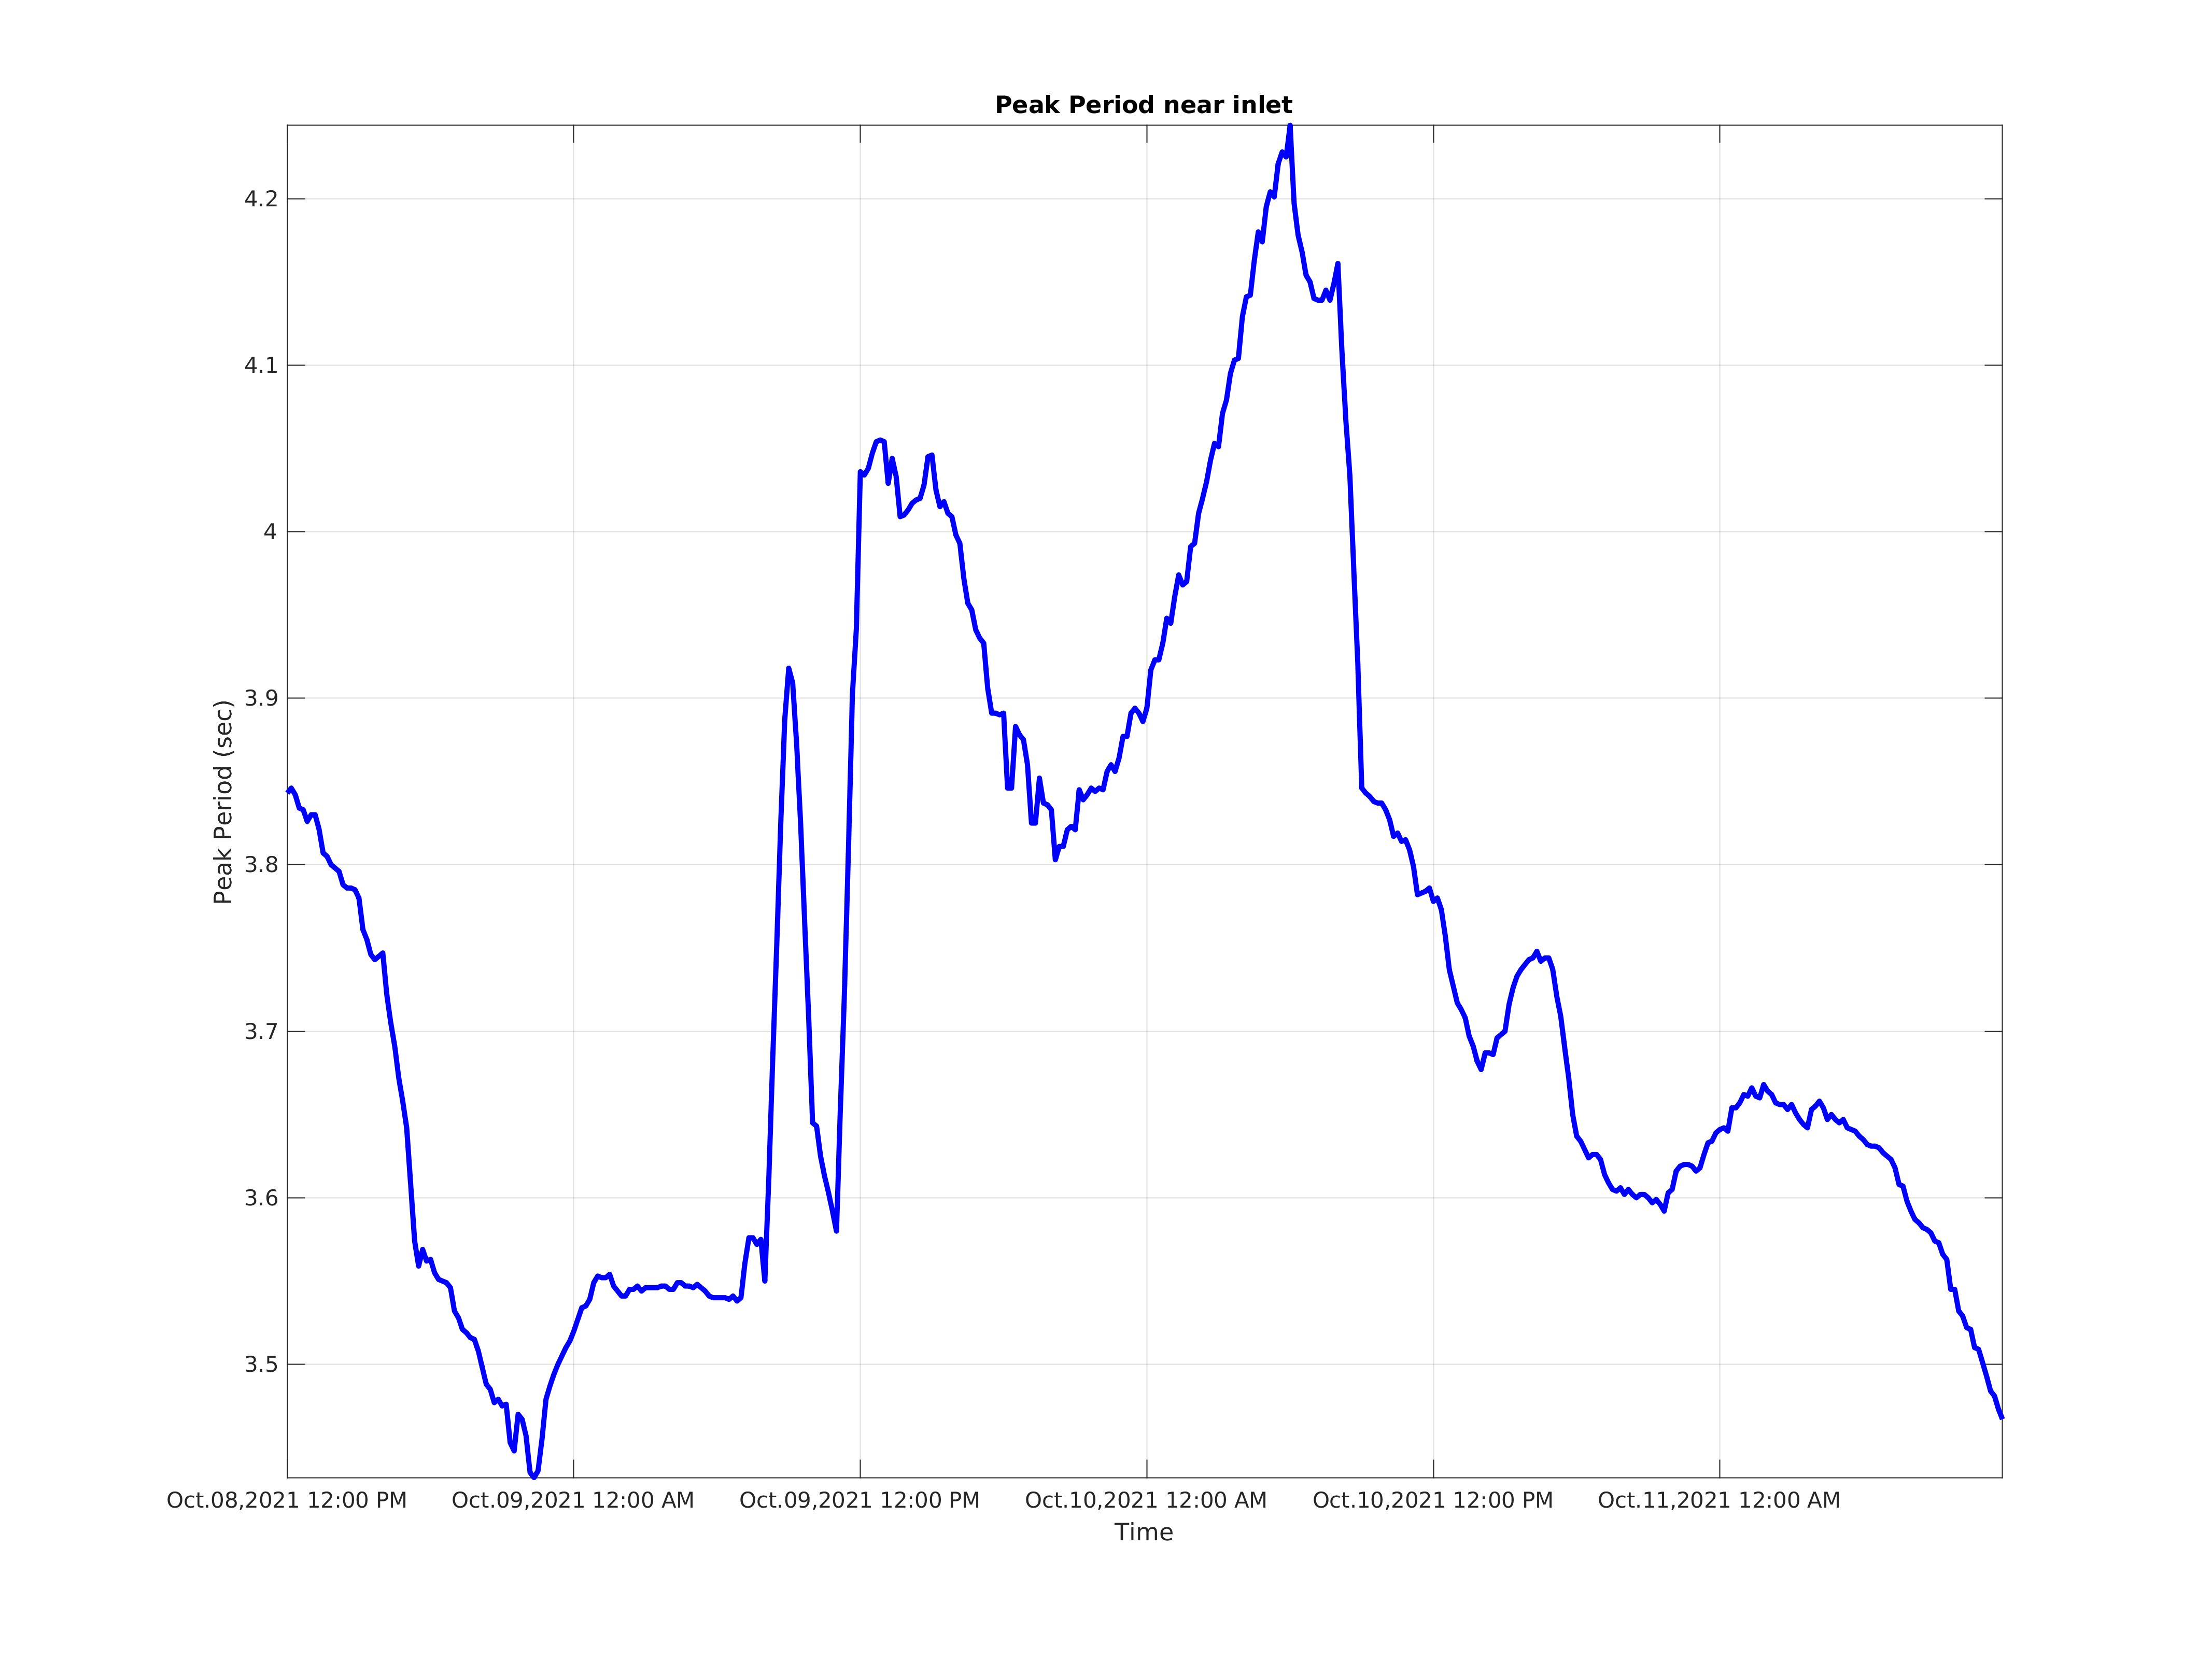 Peak Period near inlet
4.2
4.1
4
3.9
3.8
3.7
3.6
3.5
Peak Period (sec)
Oct.08,2021 12:00 PM
Oct.09,2021 12:00 AM
Oct.09,2021 12:00 PM
Oct.10,2021 12:00 AM
Oct.10,2021 12:00 PM
Oct.11,2021 12:00 AM
Time